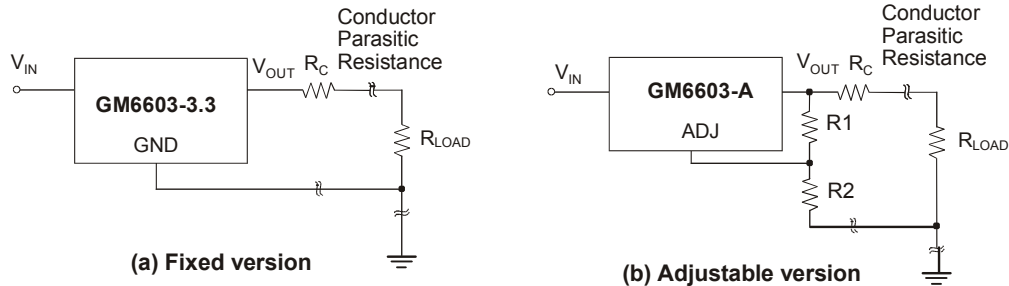 Conductor
Parasitic
Resistance
V_IN
V_OUT
R_C
GM6603-3.3
GND
R_LOAD
(a) Fixed version
Conductor
Parasitic
Resistance
V_IN
V_OUT
R_C
GM6603-A
ADJ
R1
R2
R_LOAD
(b) Adjustable version